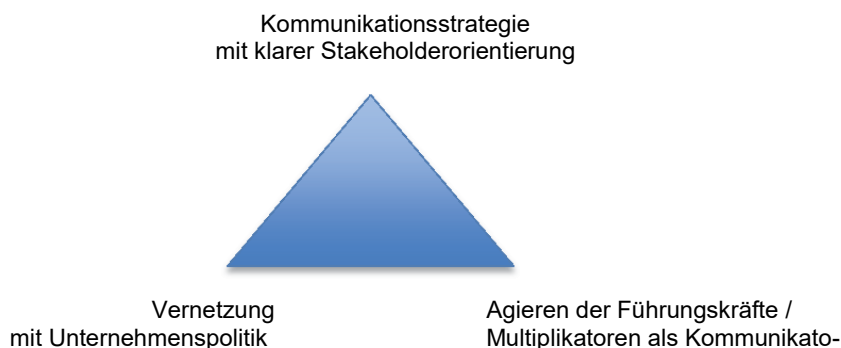 Kommunikationsstrategie
mit klarer Stakeholderorientierung
Vernetzung
mit Unternehmenspolitik
Agieren der Führungskräfte /
Multiplikatoren als Kommunikato-